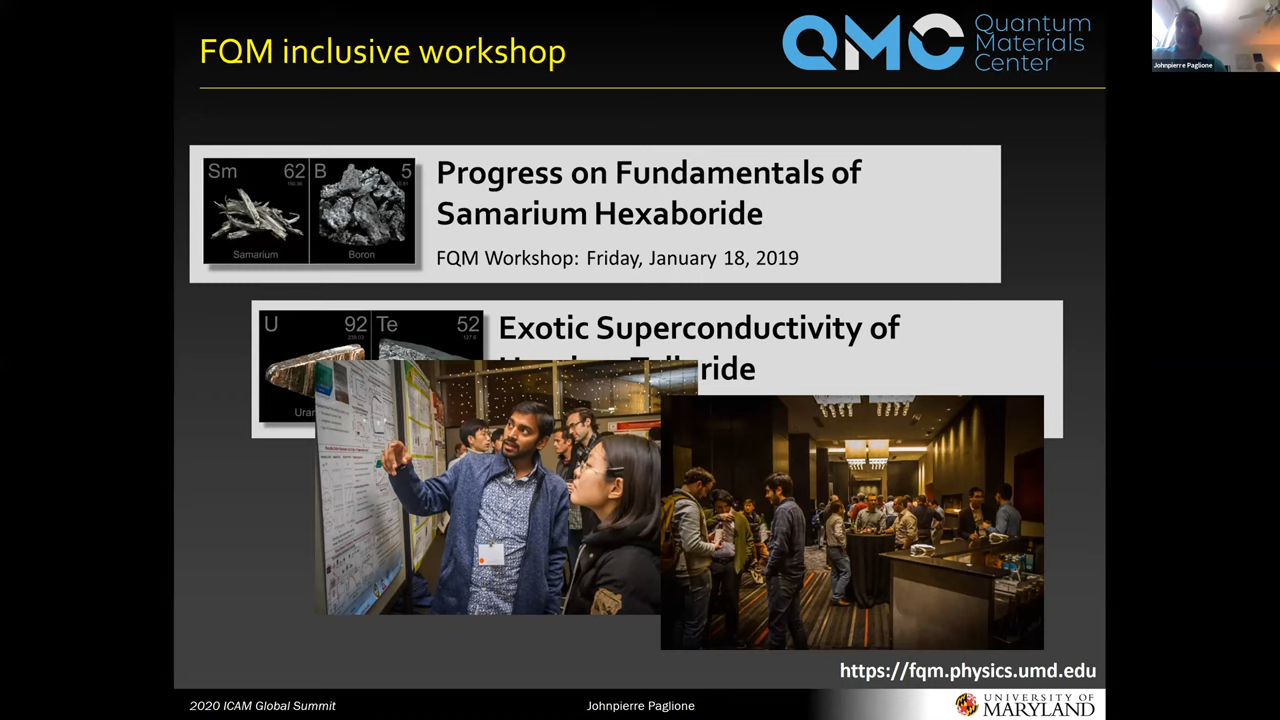 FQM inclusive workshop
QMC Quantum
Materials
Center
Johnpierre Paglione
Sm 62 B 5
Samarium Boron
Progress on Fundamentals of
Samarium Hexaboride
FQM Workshop: Friday, January 18, 2019
U 92 Te 52
Exotic Superconductivity of
https://fqm.physics.umd.edu
2020 ICAM Global Summit
Johnpierre Paglione
UNIVERSITY OF
MARYLAND